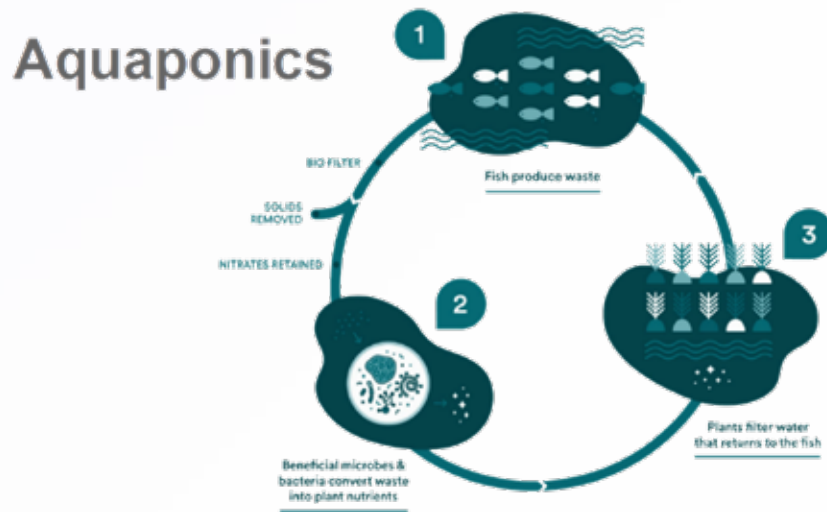 Aquaponics
1
Fish produce waste
BIO FILTER
SOLIDS
REMOVED
NITRATES RETAINED
2
Beneficial microbes &
bacteria convert waste
into plant nutrients
3
Plants filter water
that returns to the fish